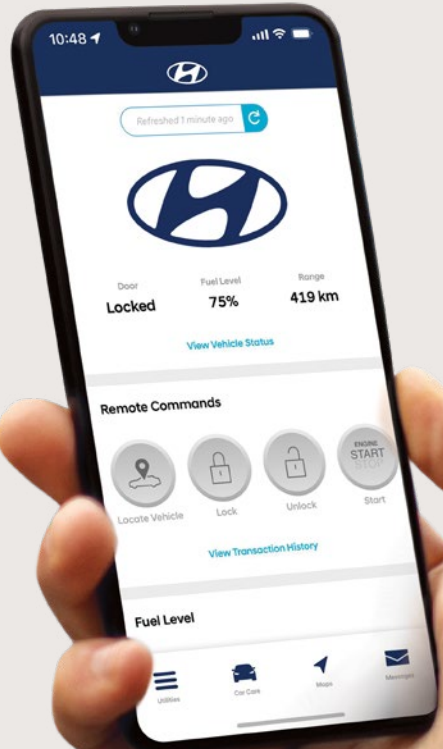 10:48
Refreshed 1 minute ago
Door
Fuel Level
Range
Locked
75%
419 km
View Vehicle Status
Remote Commands
ENGINE
START
STOP
Locate Vehicle
Lock
Unlock
Start
View Transaction History
Fuel Level
Utilities
Car Care
Maps
Messages